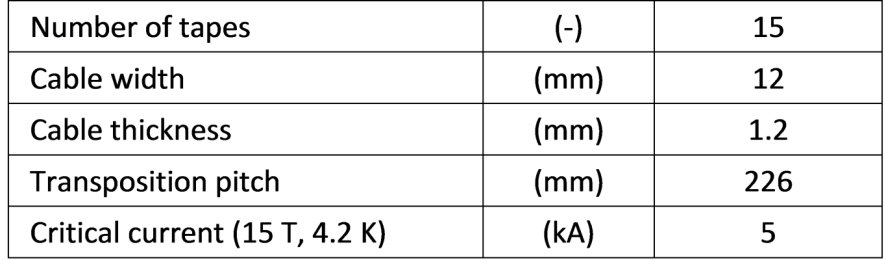 Number of tapes (-) 15
Cable width (mm) 12
Cable thickness (mm) 1.2
Transposition pitch (mm) 226
Critical current (15 T, 4.2 K) (kA) 5